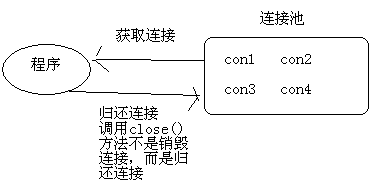 连接池
获取连接
程序
con1 con2
con3 con4
归还连接
调用close()
方法不是销毁
连接,而是归
还连接